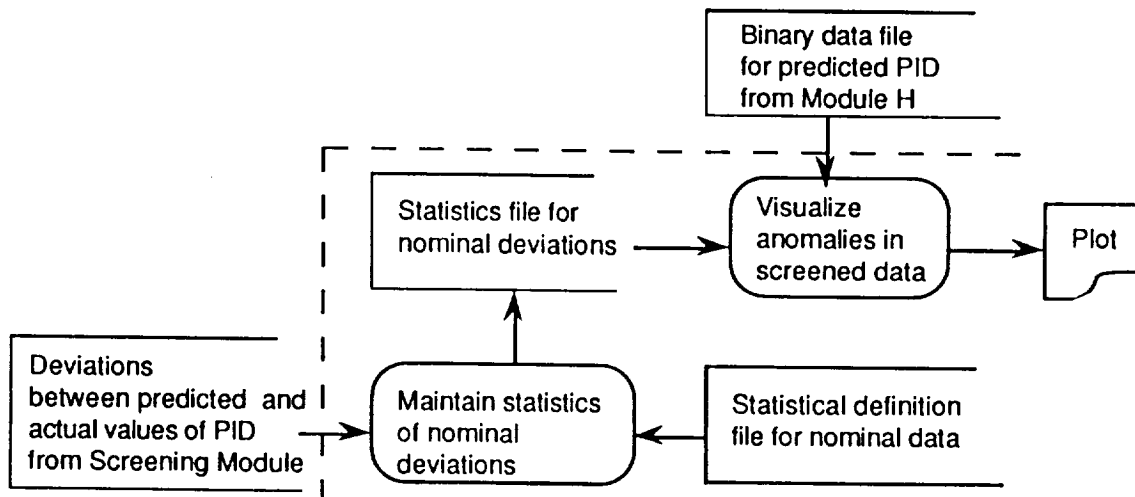 Binary data file
for predicted PID
from Module H
Statistics file for
nominal deviations
Visualize
anomalies in
screened data
Plot
Deviations
between predicted and
actual values of PID
from Screening Module
Maintain statistics
of nominal
deviations
Statistical definition
file for nominal data